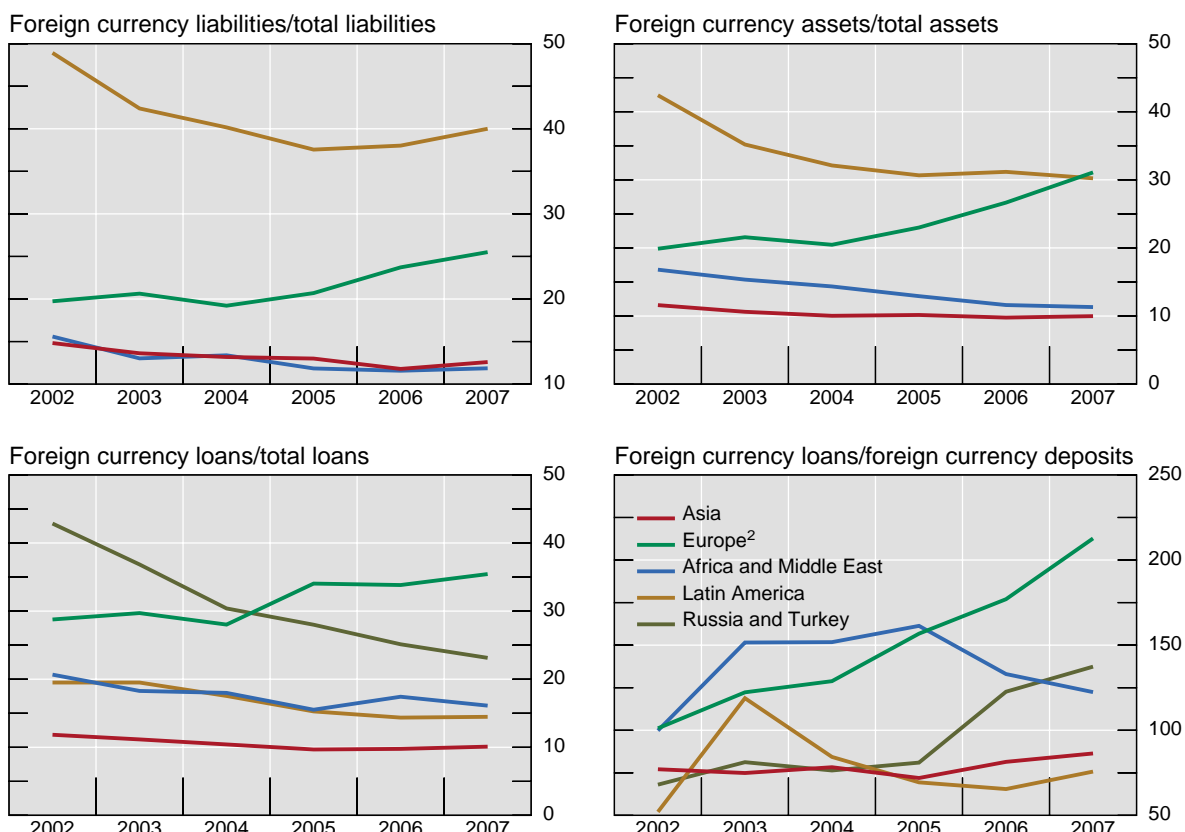 Foreign currency liabilities/total liabilities
50
40
30
20
10
2002 2003 2004 2005 2006 2007
Foreign currency assets/total assets
50
40
30
20
10
0
2002 2003 2004 2005 2006 2007
Foreign currency loans/total loans
50
40
30
20
10
0
2002 2003 2004 2005 2006 2007
Foreign currency loans/foreign currency deposits
250
200
150
100
50
Asia
Europe²
Africa and Middle East
Latin America
Russia and Turkey
2002 2003 2004 2005 2006 2007